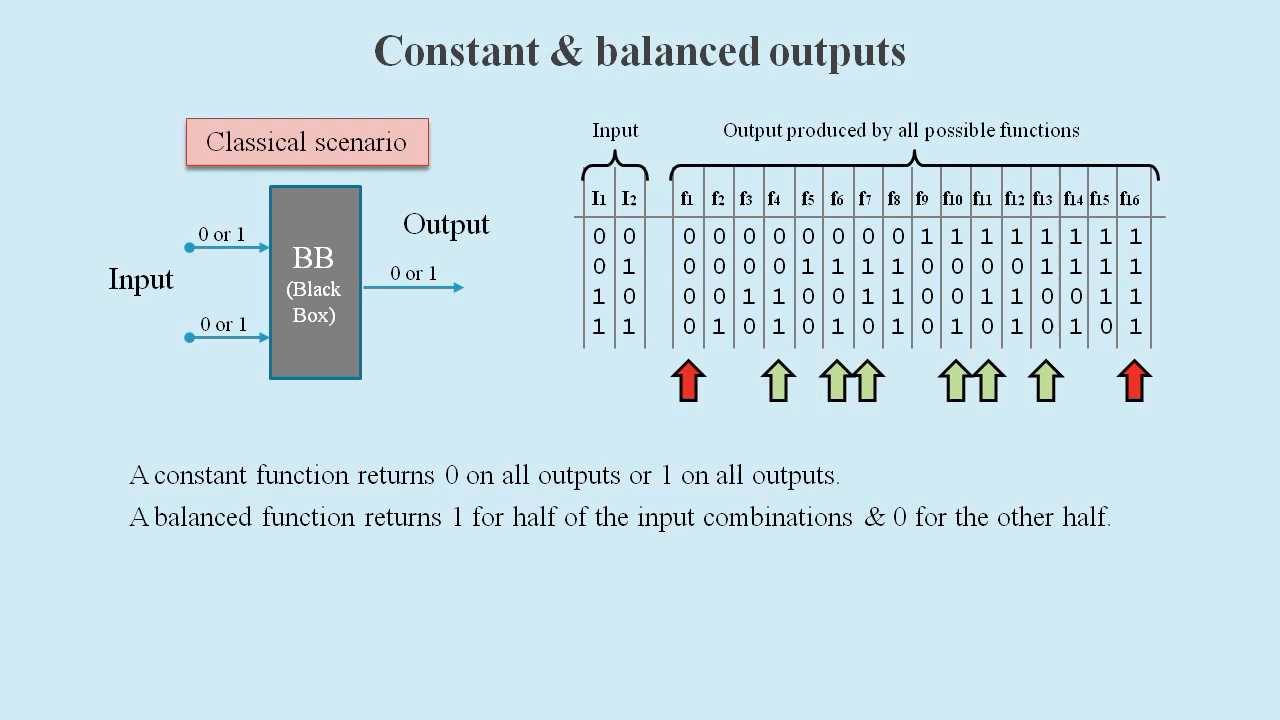 Constant & balanced outputs
Classical scenario
Input
0 or 1
0 or 1
BB
(Black
Box)
Output
0 or 1
Input Output produced by all possible functions
I1 I2 f1 f2 f3 f4 f5 f6 f7 f8 f9 f10 f11 f12 f13 f14 f15 f16
0 0 0 0 0 0 0 0 0 0 1 1 1 1 1 1 1 1
0 1 0 0 0 0 1 1 1 1 0 0 0 0 1 1 1 1
1 0 0 0 1 1 0 0 1 1 0 0 1 1 0 0 1 1
1 1 0 1 0 1 0 1 0 1 0 1 0 1 0 1 0 1
A constant function returns 0 on all outputs or 1 on all outputs.
A balanced function returns 1 for half of the input combinations & 0 for the other half.